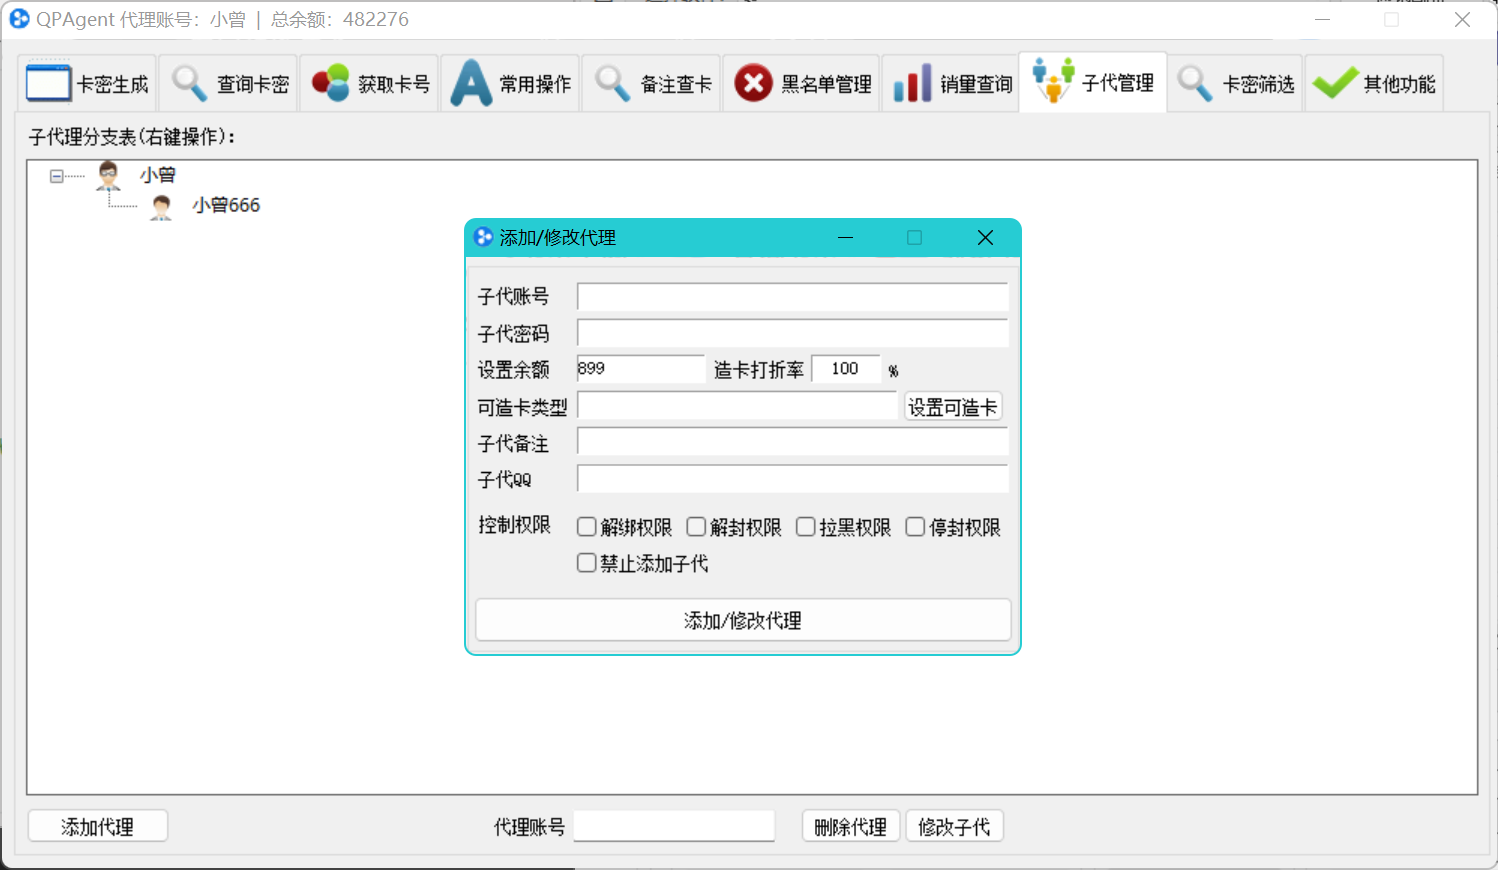 QPAgent 代理账号：小曾 | 总余额：482276
卡密生成 查询卡密 获取卡号 常用操作 备注查卡 黑名单管理 销量查询 子代管理 卡密筛选 其他功能
子代理分支表(右键操作)：
小曾
小曾666
添加/修改代理
子代账号
子代密码
设置余额 899 造卡打折率 100 %
可造卡类型 设置可造卡
子代备注
子代QQ
控制权限 解绑权限 解封权限 拉黑权限 停封权限
禁止添加子代
添加/修改代理
添加代理 代理账号 删除代理 修改子代